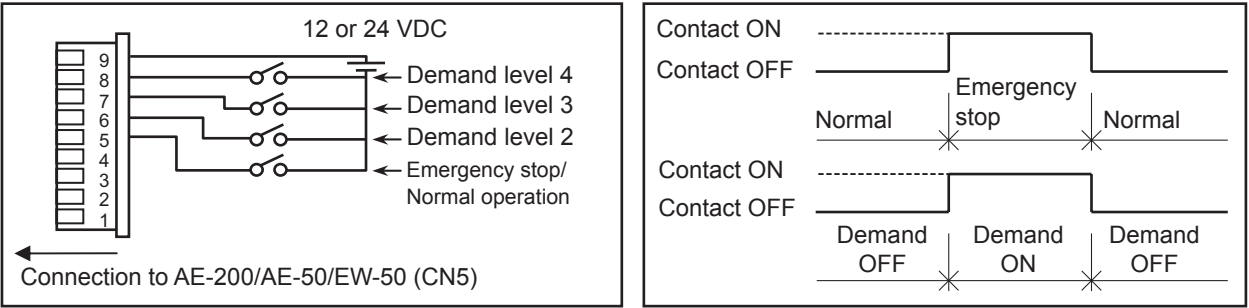 12 or 24 VDC
9
8
7
6
5
4
3
2
1
Demand level 4
Demand level 3
Demand level 2
Emergency stop/
Normal operation
Connection to AE-200/AE-50/EW-50 (CN5)
Contact ON
Contact OFF
Emergency
stop
Normal
Normal
Contact ON
Contact OFF
Demand
OFF
Demand
ON
Demand
OFF